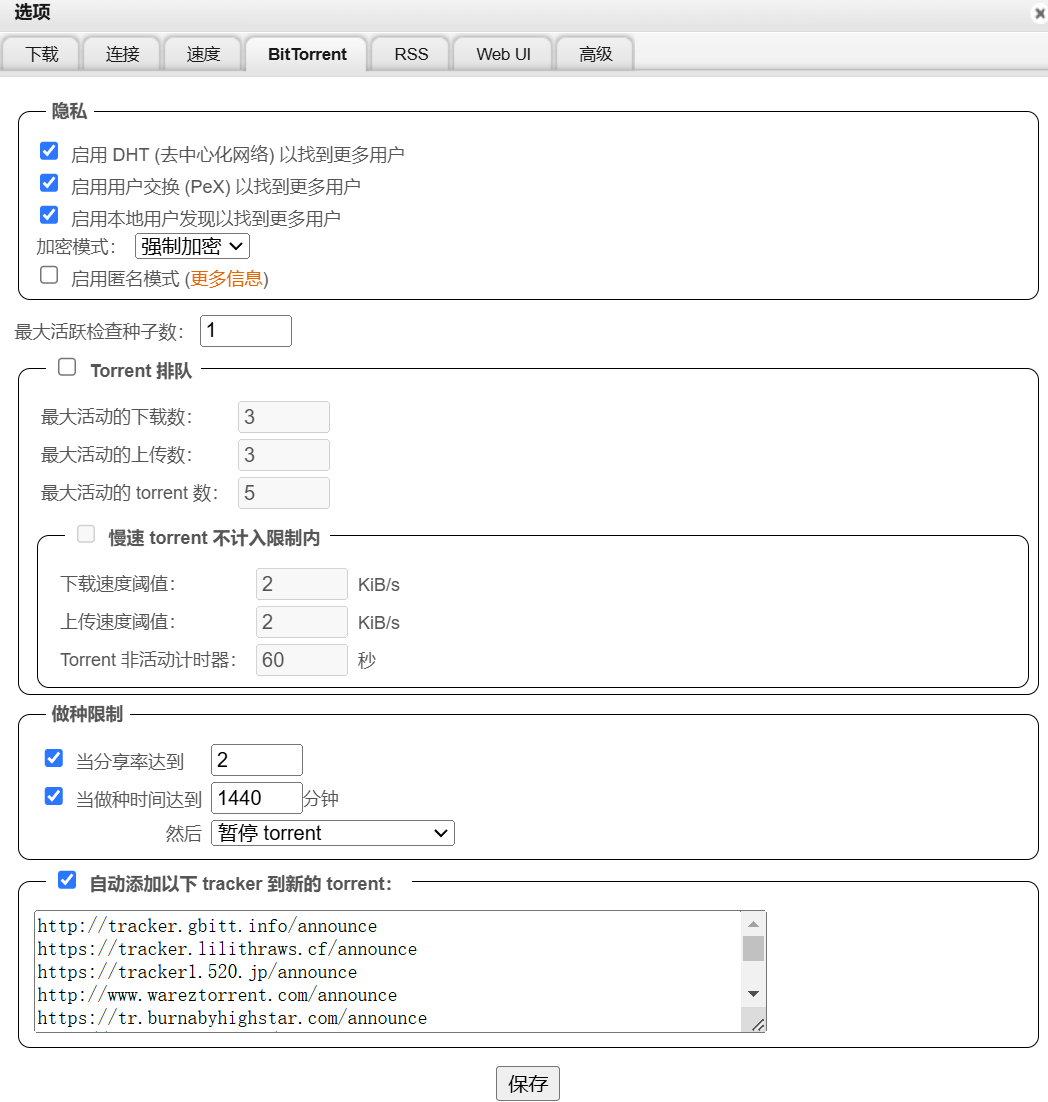 选项
下载 连接 速度 BitTorrent RSS Web UI 高级
隐私
启用 DHT (去中心化网络) 以找到更多用户
启用用户交换 (PeX) 以找到更多用户
启用本地用户发现以找到更多用户
加密模式： 强制加密
启用匿名模式 (更多信息)
最大活跃检查种子数： 1
Torrent 排队
最大活动的下载数： 3
最大活动的上传数： 3
最大活动的 torrent 数： 5
慢速 torrent 不计入限制内
下载速度阈值： 2 KiB/s
上传速度阈值： 2 KiB/s
Torrent 非活动计时器： 60 秒
做种限制
当分享率达到 2
当做种时间达到 1440 分钟
然后 暂停 torrent
自动添加以下 tracker 到新的 torrent：
http://tracker.gbitt.info/announce
https://tracker.lilithraws.cf/announce
https://tracker1.520.jp/announce
http://www.wareztorrent.com/announce
https://tr.burnabyhighstar.com/announce
保存